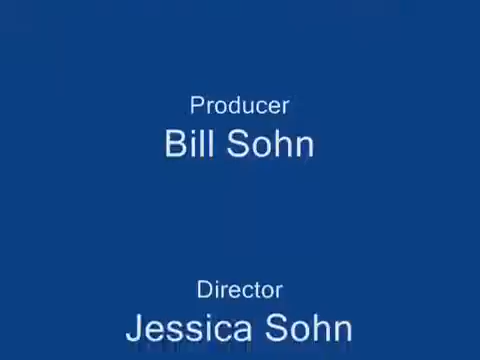 Producer
Bill Sohn
Director
Jessica Sohn